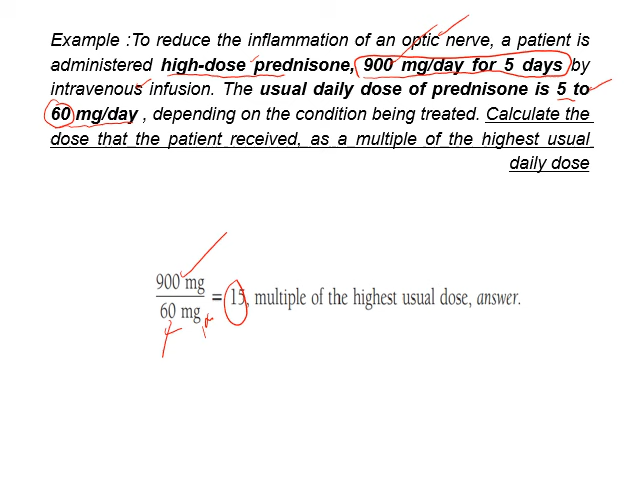 Example :To reduce the inflammation of an optic nerve, a patient is
administered high-dose prednisone, 900 mg/day for 5 days by
intravenous infusion. The usual daily dose of prednisone is 5 to
60 mg/day , depending on the condition being treated. Calculate the
dose that the patient received, as a multiple of the highest usual
daily dose
900 mg
60 mg
= 15, multiple of the highest usual dose, answer.